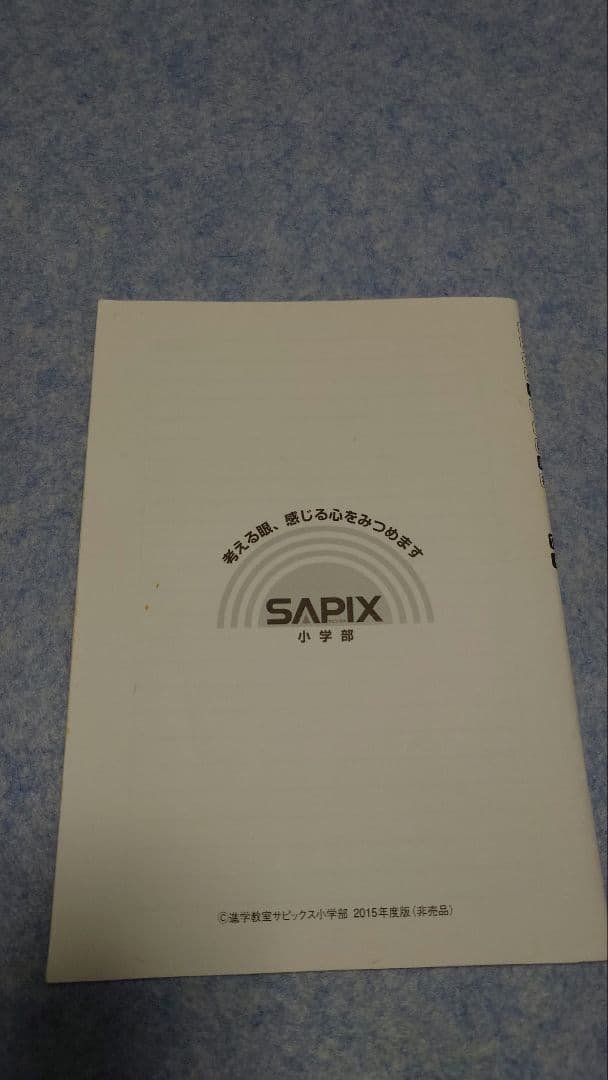 考える眼、感じる心をみつめます
SAPIX
小学部
©進学教室サピックス小学部 2015年度版(非売品)